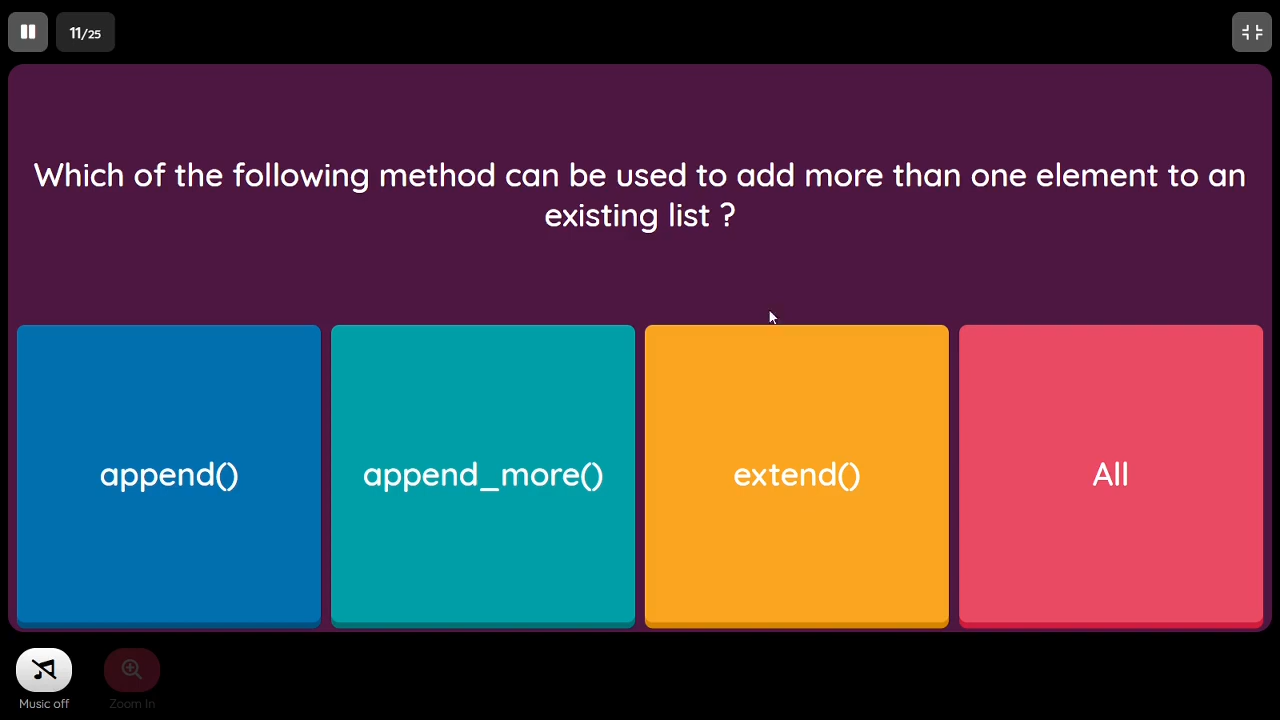 11/25
Which of the following method can be used to add more than one element to an
existing list ?
append()
append_more()
extend()
All
Music off
Zoom In